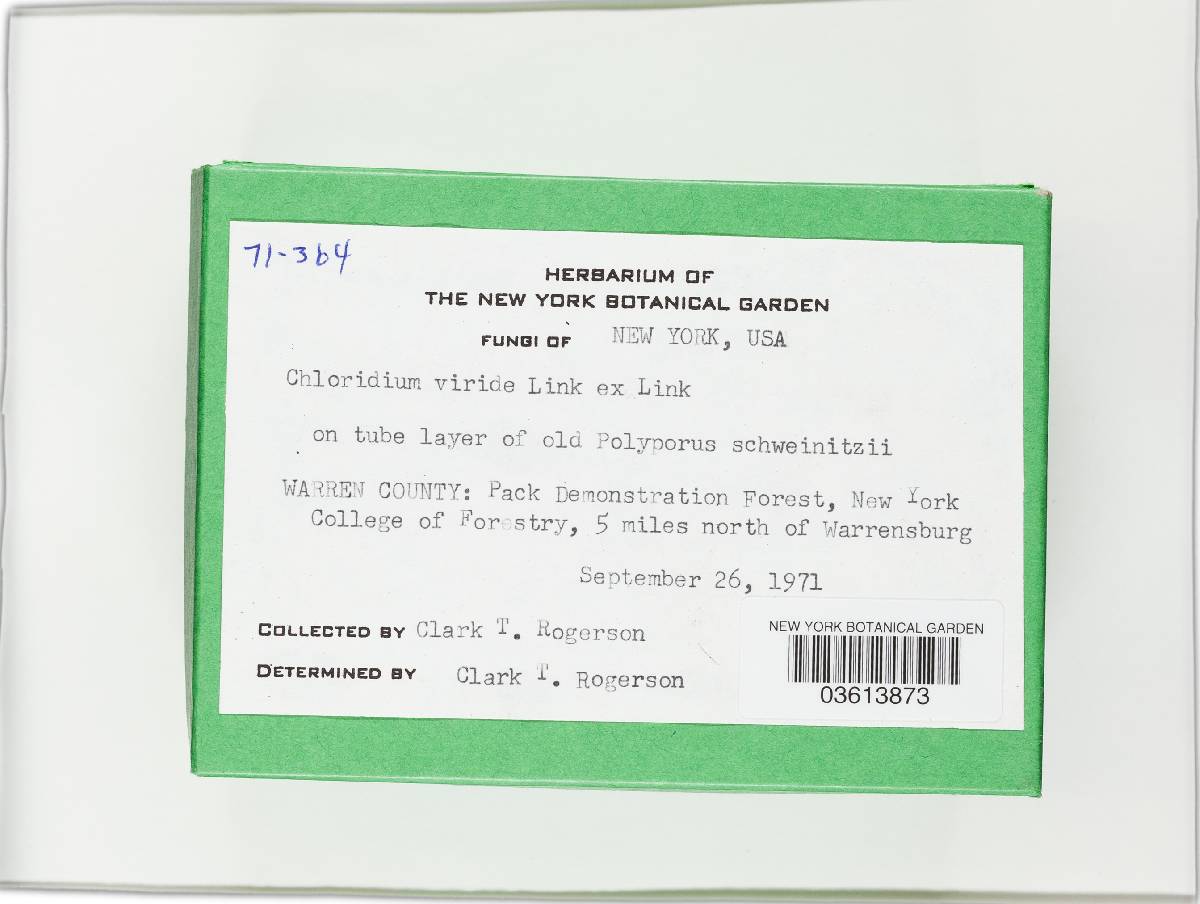 71-364
HERBARIUM OF
THE NEW YORK BOTANICAL GARDEN
FUNGI OF NEW YORK, USA
Chloridium viride Link ex Link
on tube layer of old Polyporus schweinitzii
WARREN COUNTY: Pack Demonstration Forest, New York
College of Forestry, 5 miles north of Warrensburg
September 26, 1971
COLLECTED BY Clark T. Rogerson
DETERMINED BY Clark T. Rogerson
NEW YORK BOTANICAL GARDEN
03613873